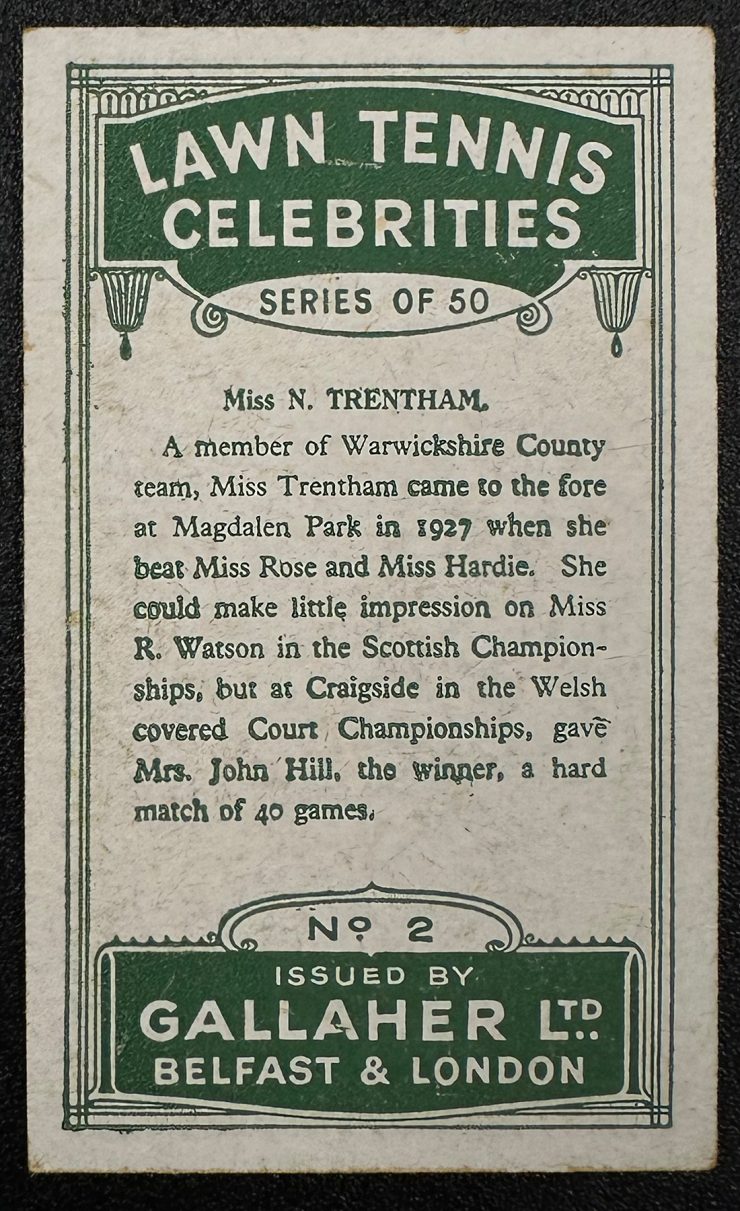 LAWN TENNIS
CELEBRITIES
SERIES OF 50
Miss N. TRENTHAM.
A member of Warwickshire County
team, Miss Trentham came to the fore
at Magdalen Park in 1927 when she
beat Miss Rose and Miss Hardie. She
could make little impression on Miss
R. Watson in the Scottish Champion-
ships, but at Craigside in the Welsh
covered Court Championships, gave
Mrs. John Hill, the winner, a hard
match of 40 games.
No 2
ISSUED BY
GALLAHER LTD
BELFAST & LONDON